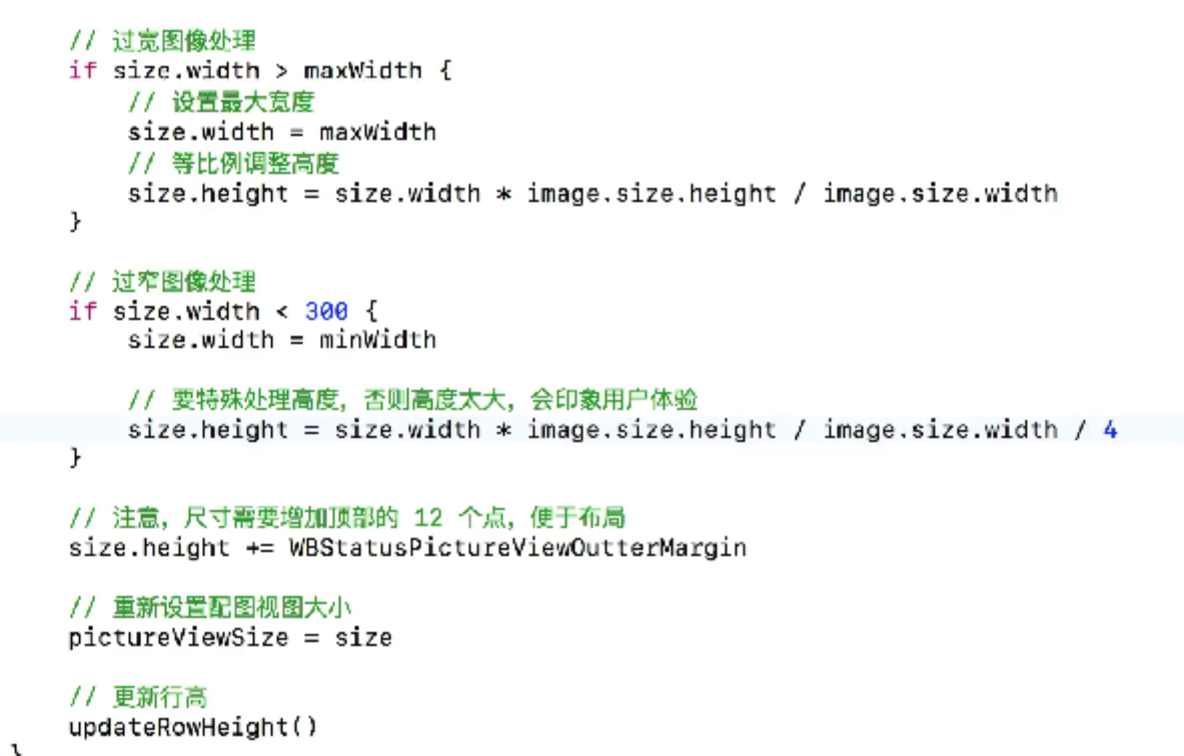 // 过宽图像处理
if size.width > maxWidth {
// 设置最大宽度
size.width = maxWidth
// 等比例调整高度
size.height = size.width * image.size.height / image.size.width
}
// 过窄图像处理
if size.width < 300 {
size.width = minWidth
// 要特殊处理高度，否则高度太大，会印象用户体验
size.height = size.width * image.size.height / image.size.width / 4
}
// 注意，尺寸需要增加顶部的 12 个点，便于布局
size.height += WBStatusPictureViewOutterMargin
// 重新设置配图视图大小
pictureViewSize = size
// 更新行高
updateRowHeight()
}